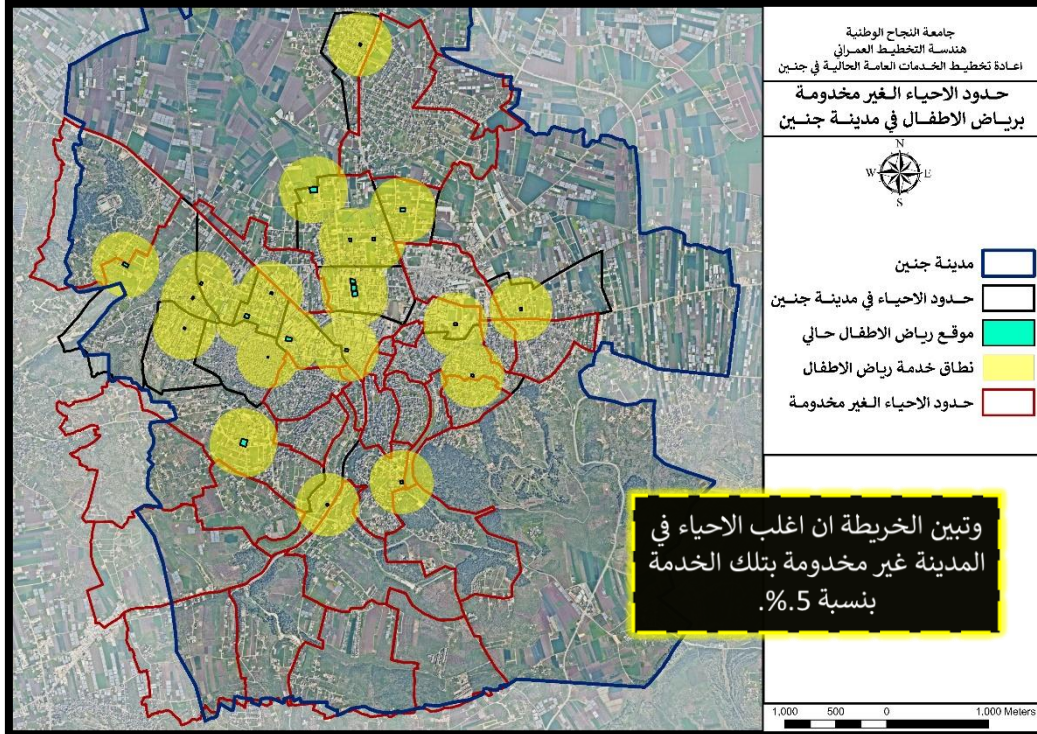 جامعة النجاح الوطنية
هندسة التخطيط العمراني
اعادة تخطيط الخدمات العامة الحالية في جنين
حدود الاحياء الغير مخدومة
برياض الاطفال في مدينة جنين
N
W E
S
مدينة جنين
حدود الاحياء في مدينة جنين
موقع رياض الاطفال حالي
نطاق خدمة رياض الاطفال
حدود الاحياء الغير مخدومة
وتبين الخريطة ان اغلب الاحياء في
المدينة غير مخدومة بتلك الخدمة
بنسبة 5.%.
1,000 500 0 1,000 Meters